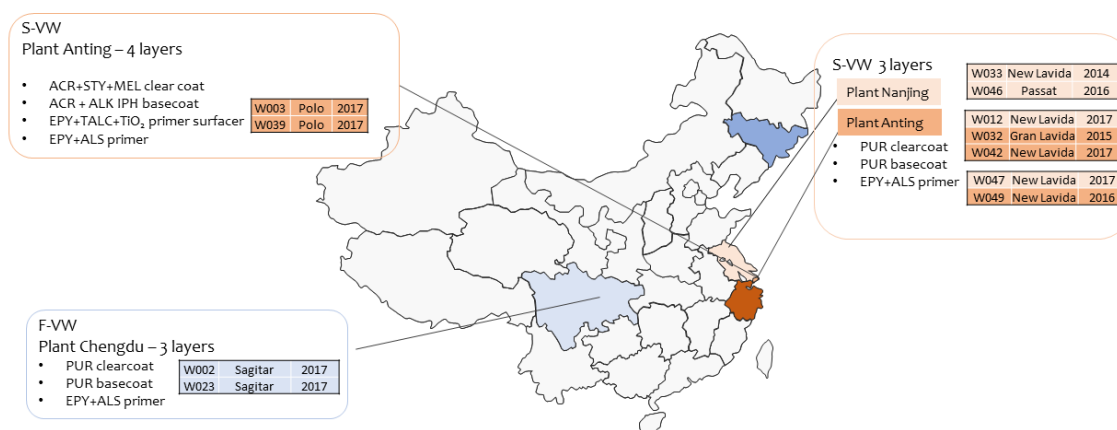 S-VW
Plant Anting – 4 layers
• ACR+STY+MEL clear coat
• ACR + ALK IPH basecoat
• EPY+TALC+TiO₂ primer surfacer
• EPY+ALS primer
W003 Polo 2017
W039 Polo 2017
S-VW 3 layers
Plant Nanjing
Plant Anting
• PUR clearcoat
• PUR basecoat
• EPY+ALS primer
W033 New Lavida 2014
W046 Passat 2016
W012 New Lavida 2017
W032 Gran Lavida 2015
W042 New Lavida 2017
W047 New Lavida 2017
W049 New Lavida 2016
F-VW
Plant Chengdu – 3 layers
• PUR clearcoat
• PUR basecoat
• EPY+ALS primer
W002 Sagitar 2017
W023 Sagitar 2017